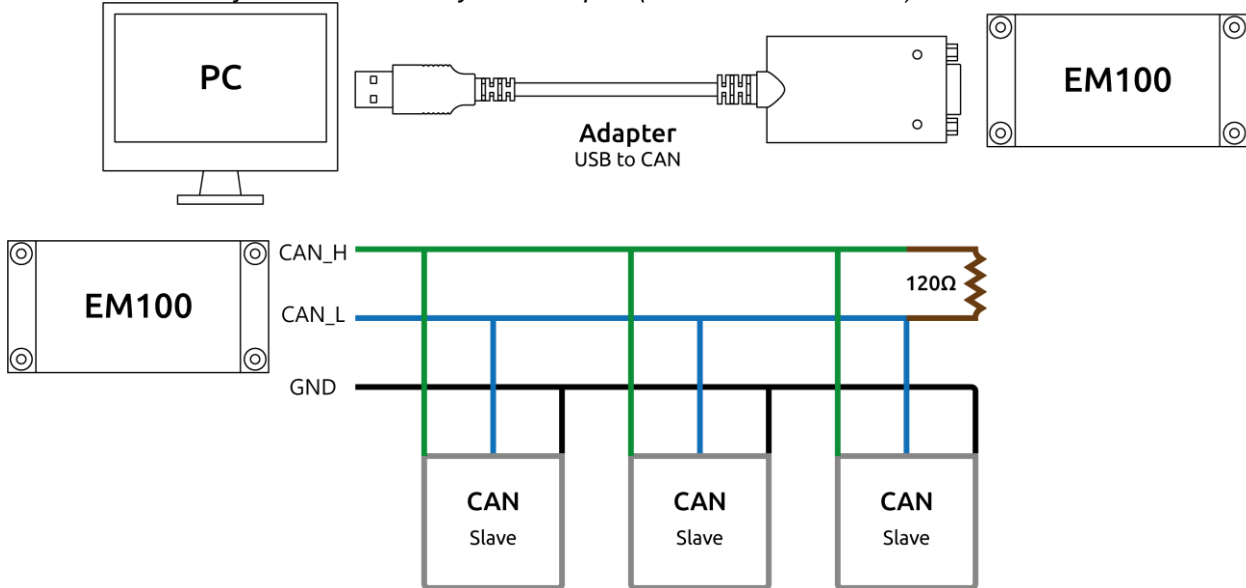 PC
EM100
Adapter
USB to CAN
EM100
CAN_H
CAN_L
GND
120Ω
CAN
Slave
CAN
Slave
CAN
Slave